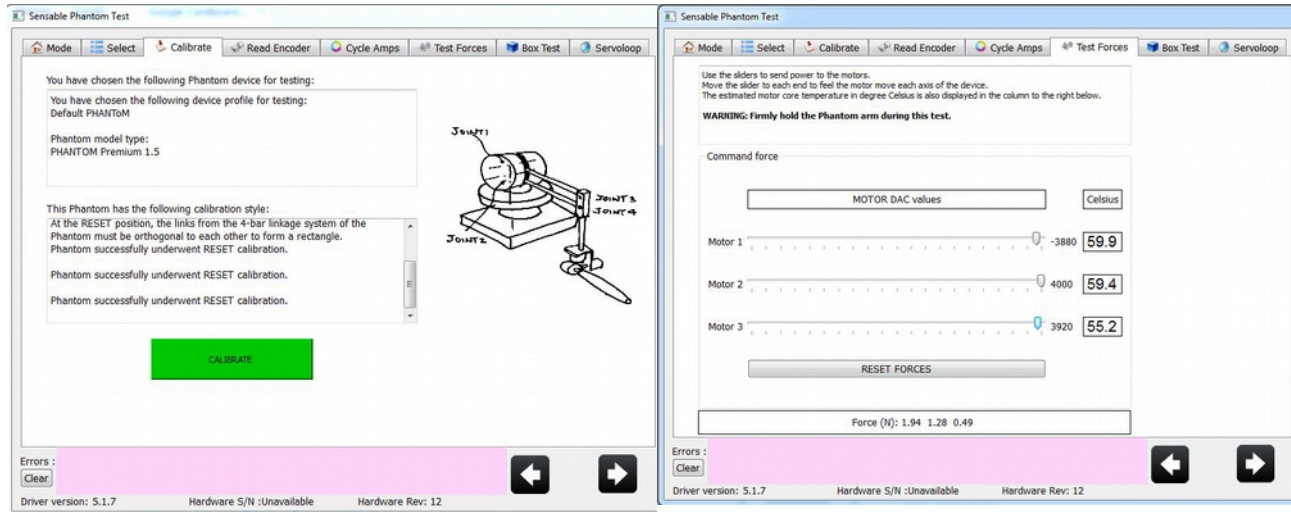 Sensable Phantom Test
Mode Select Calibrate Read Encoder Cycle Amps Test Forces Box Test Servoloop
You have chosen the following Phantom device for testing:
You have chosen the following device profile for testing:
Default PHANToM
Phantom model type:
PHANTOM Premium 1.5
JOINT1
JOINT3
JOINT4
JOINT2
This Phantom has the following calibration style:
At the RESET position, the links from the 4-bar linkage system of the
Phantom must be orthogonal to each other to form a rectangle.
Phantom successfully underwent RESET calibration.
Phantom successfully underwent RESET calibration.
Phantom successfully underwent RESET calibration.
CALIBRATE
Errors :
Clear
Driver version: 5.1.7 Hardware S/N :Unavailable Hardware Rev: 12
Sensable Phantom Test
Mode Select Calibrate Read Encoder Cycle Amps Test Forces Box Test Servoloop
Use the sliders to send power to the motors.
Move the slider to each end to feel the motor move each axis of the device.
The estimated motor core temperature in degree Celsius is also displayed in the column to the right below.
WARNING: Firmly hold the Phantom arm during this test.
Command force
MOTOR DAC values Celsius
Motor 1 -3880 59.9
Motor 2 4000 59.4
Motor 3 3920 55.2
RESET FORCES
Force (N): 1.94 1.28 0.49
Errors :
Clear
Driver version: 5.1.7 Hardware S/N :Unavailable Hardware Rev: 12